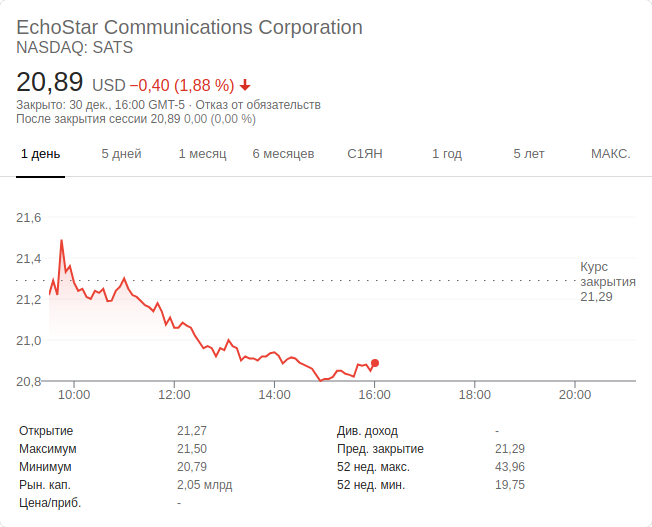 EchoStar Communications Corporation
NASDAQ: SATS
20,89 USD −0,40 (1,88 %)
Закрыто: 30 дек., 16:00 GMT-5 · Отказ от обязательств
После закрытия сессии 20,89 0,00 (0,00 %)
1 день 5 дней 1 месяц 6 месяцев С1ЯН 1 год 5 лет МАКС.
21,6
21,4
21,2
21,0
20,8
Курс
закрытия
21,29
10:00 12:00 14:00 16:00 18:00 20:00
Открытие 21,27 Див. доход -
Максимум 21,50 Пред. закрытие 21,29
Минимум 20,79 52 нед. макс. 43,96
Рын. кап. 2,05 млрд 52 нед. мин. 19,75
Цена/приб. -